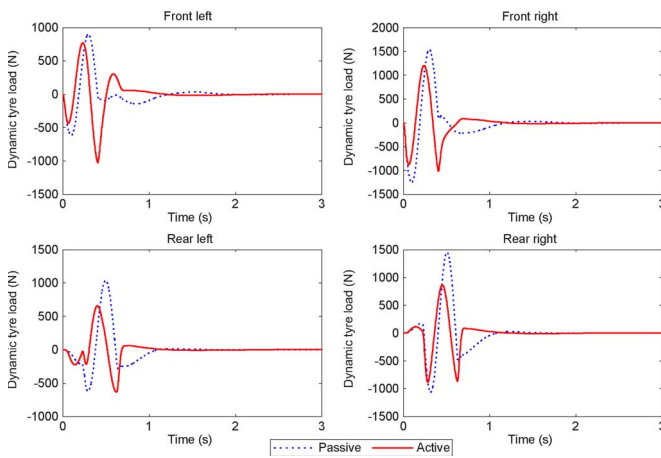 Front left
1000
500
0
-500
-1000
-1500
Dynamic tyre load (N)
0 1 2 3
Time (s)
Front right
2000
1500
1000
500
0
-500
-1000
-1500
Dynamic tyre load (N)
0 1 2 3
Time (s)
Rear left
1500
1000
500
0
-500
-1000
Dynamic tyre load (N)
0 1 2 3
Time (s)
Rear right
1500
1000
500
0
-500
-1000
-1500
Dynamic tyre load (N)
0 1 2 3
Time (s)
Passive Active